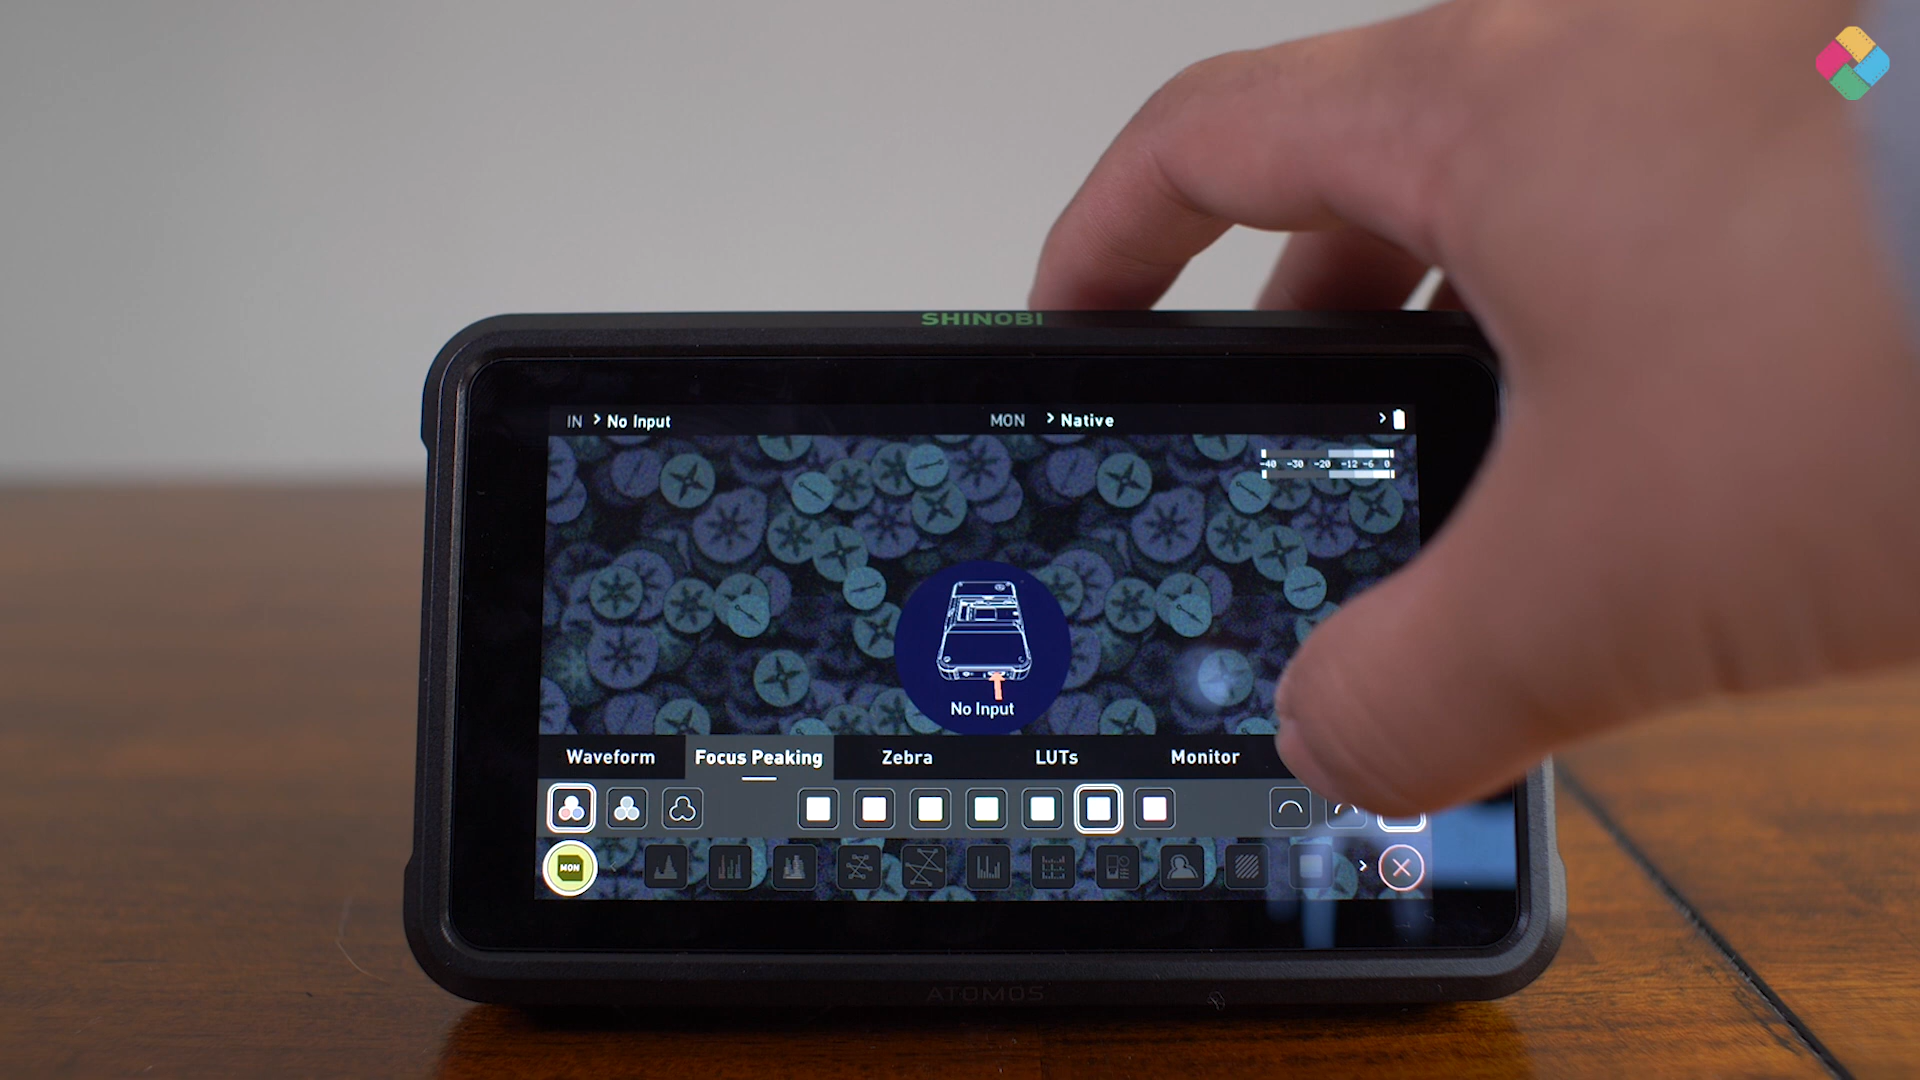 SHINOBI
IN > No Input MON > Native >
-40 -30 -20 -12 -6 0
No Input
Waveform Focus Peaking Zebra LUTs Monitor
MON
ATOMOS